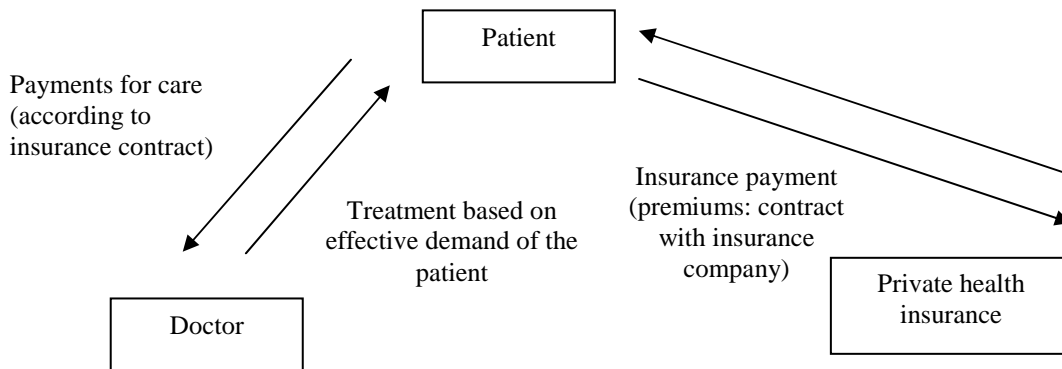 Patient
Payments for care
(according to
insurance contract)
Treatment based on
effective demand of the
patient
Insurance payment
(premiums: contract
with insurance
company)
Doctor
Private health
insurance